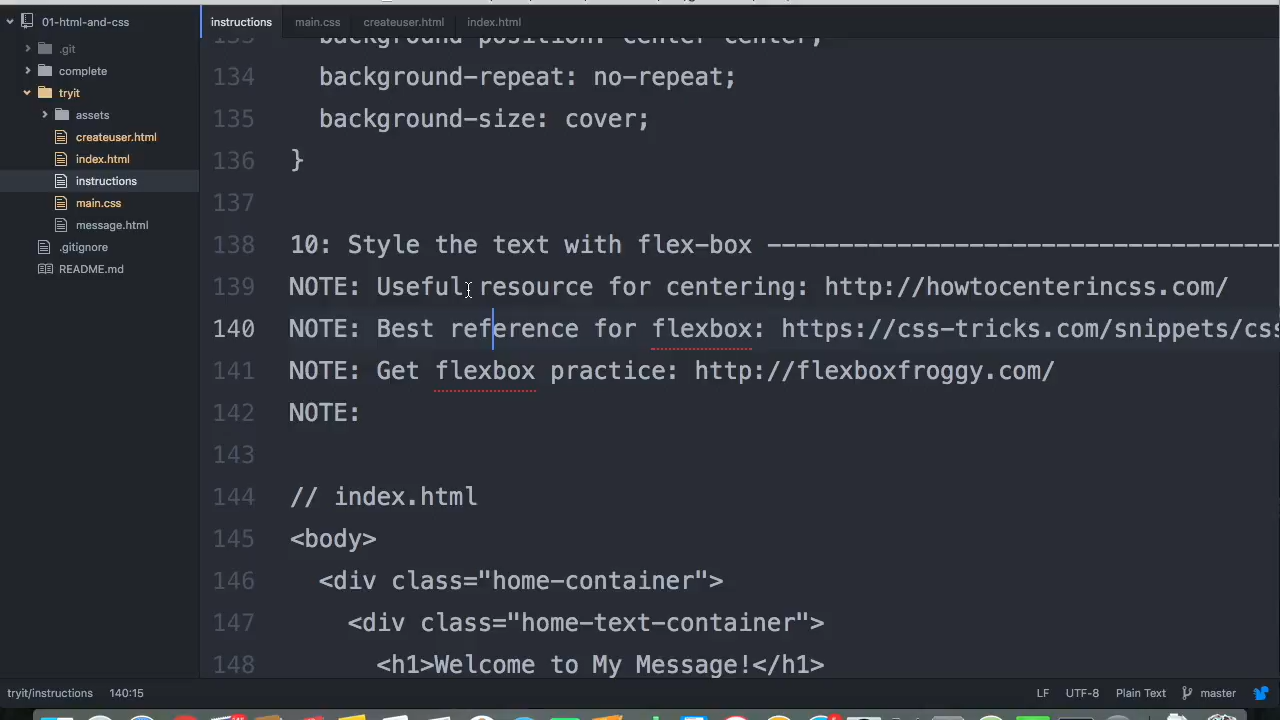 01-html-and-css
.git
complete
tryit
assets
createuser.html
index.html
instructions
main.css
message.html
.gitignore
README.md
instructions main.css createuser.html index.html
background-position: center center;
134 background-repeat: no-repeat;
135 background-size: cover;
136 }
137
138 10: Style the text with flex-box -----------------------------------
139 NOTE: Useful resource for centering: http://howtocenterincss.com/
140 NOTE: Best reference for flexbox: https://css-tricks.com/snippets/css
141 NOTE: Get flexbox practice: http://flexboxfroggy.com/
142 NOTE:
143
144 // index.html
145 <body>
146 <div class="home-container">
147 <div class="home-text-container">
148 <h1>Welcome to My Message!</h1>
tryit/instructions 140:15 LF UTF-8 Plain Text master